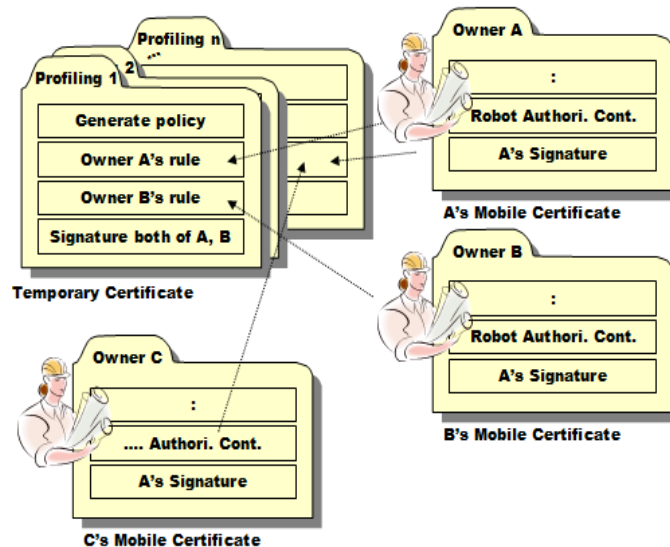 Profiling n
...
2
Profiling 1
Generate policy
Owner A's rule
Owner B's rule
Signature both of A, B
Temporary Certificate
Owner A
:
Robot Authori. Cont.
A's Signature
A's Mobile Certificate
Owner B
:
Robot Authori. Cont.
A's Signature
B's Mobile Certificate
Owner C
:
.... Authori. Cont.
A's Signature
C's Mobile Certificate